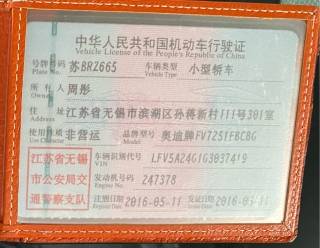 中华人民共和国机动车行驶证
Vehicle License of the People's Republic of China
号牌号码 苏BRZ665 车辆类型 小型轿车
Plate No. Vehicle Type
所有人 周彤
Owner
住址 江苏省无锡市滨湖区孙蒋新村111号301室
Address
使用性质 非营运 品牌型号 奥迪牌FV7251FBCBG
Use Character Model
江苏省无锡 车辆识别代号 LFV5A24G1G3037419
VIN
市公安局交 发动机号码 247378
Engine No.
通警察支队 注册日期 2016-05-11 发证日期 2016-05-11
Register Date Issue Date